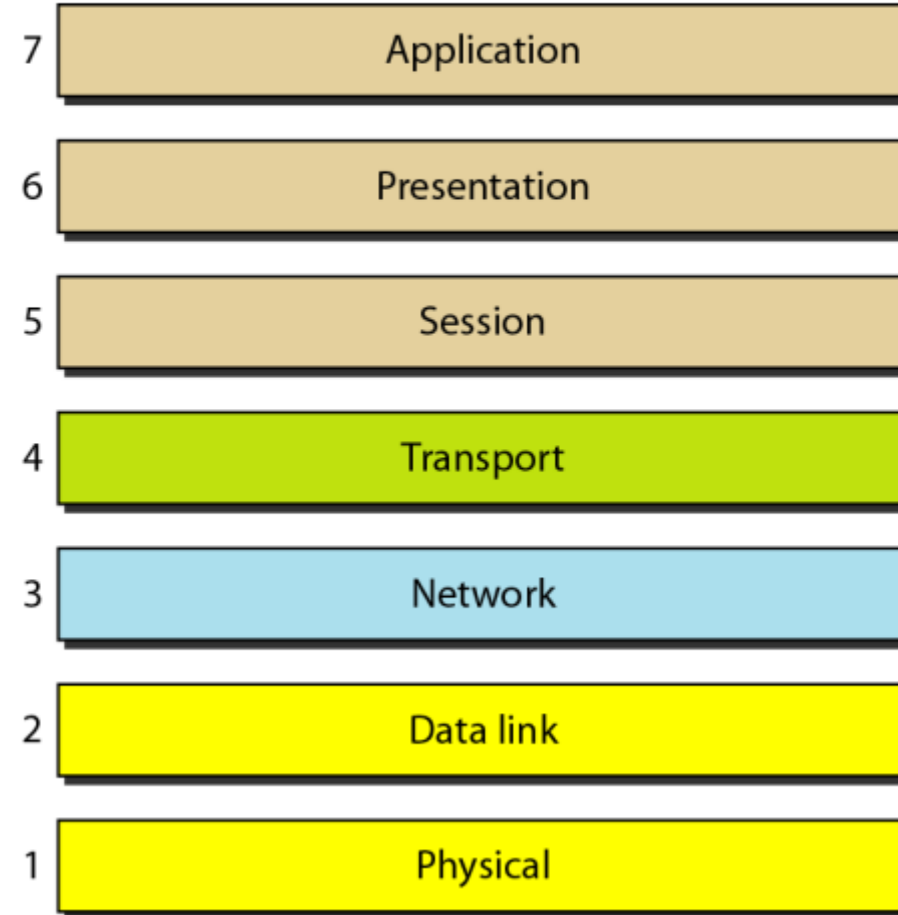 7 Application
6 Presentation
5 Session
4 Transport
3 Network
2 Data link
1 Physical